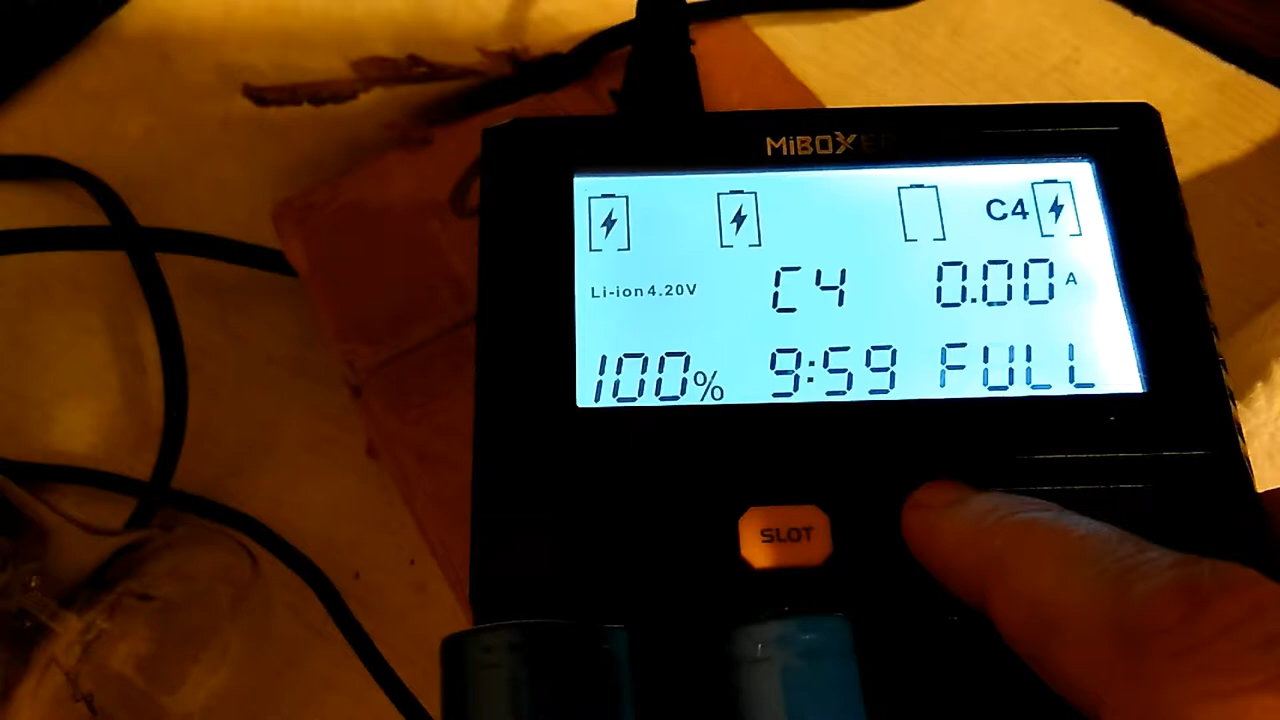 MiBOXER
C4
Li-ion 4.20V C4 0.00 A
100% 9:59 FULL
SLOT